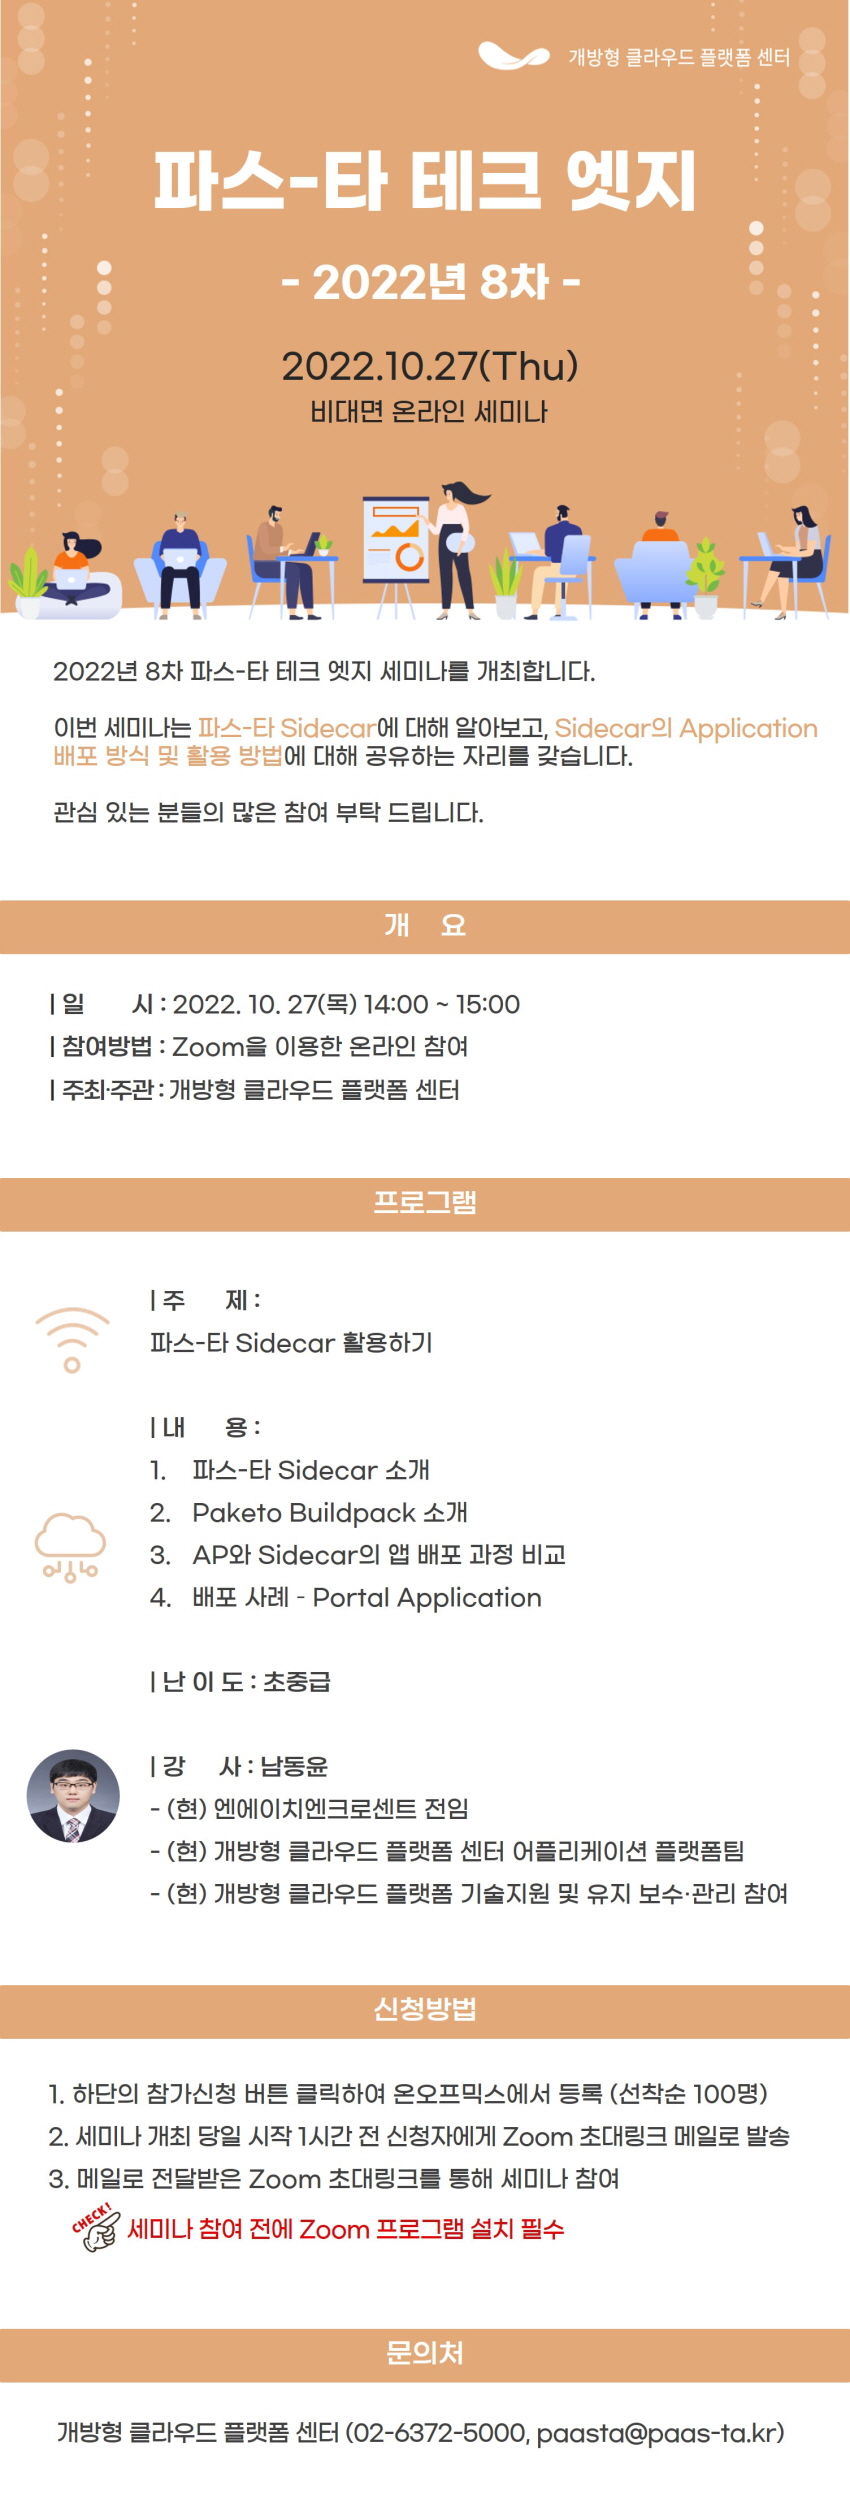 개방형 클라우드 플랫폼 센터
파스-타 테크 엣지
- 2022년 8차 -
2022.10.27(Thu)
비대면 온라인 세미나
2022년 8차 파스-타 테크 엣지 세미나를 개최합니다.
이번 세미나는 파스-타 Sidecar에 대해 알아보고, Sidecar의 Application
배포 방식 및 활용 방법에 대해 공유하는 자리를 갖습니다.
관심 있는 분들의 많은 참여 부탁 드립니다.
개 요
| 일 시 : 2022. 10. 27(목) 14:00 ~ 15:00
| 참여방법 : Zoom을 이용한 온라인 참여
| 주최·주관 : 개방형 클라우드 플랫폼 센터
프로그램
| 주 제 :
파스-타 Sidecar 활용하기
| 내 용 :
1. 파스-타 Sidecar 소개
2. Paketo Buildpack 소개
3. AP와 Sidecar의 앱 배포 과정 비교
4. 배포 사례 - Portal Application
| 난 이 도 : 초중급
| 강 사 : 남동윤
- (현) 엔에이치엔크로센트 전임
- (현) 개방형 클라우드 플랫폼 센터 어플리케이션 플랫폼팀
- (현) 개방형 클라우드 플랫폼 기술지원 및 유지 보수·관리 참여
신청방법
1. 하단의 참가신청 버튼 클릭하여 온오프믹스에서 등록 (선착순 100명)
2. 세미나 개최 당일 시작 1시간 전 신청자에게 Zoom 초대링크 메일로 발송
3. 메일로 전달받은 Zoom 초대링크를 통해 세미나 참여
CHECK!
세미나 참여 전에 Zoom 프로그램 설치 필수
문의처
개방형 클라우드 플랫폼 센터 (02-6372-5000, paasta@paas-ta.kr)